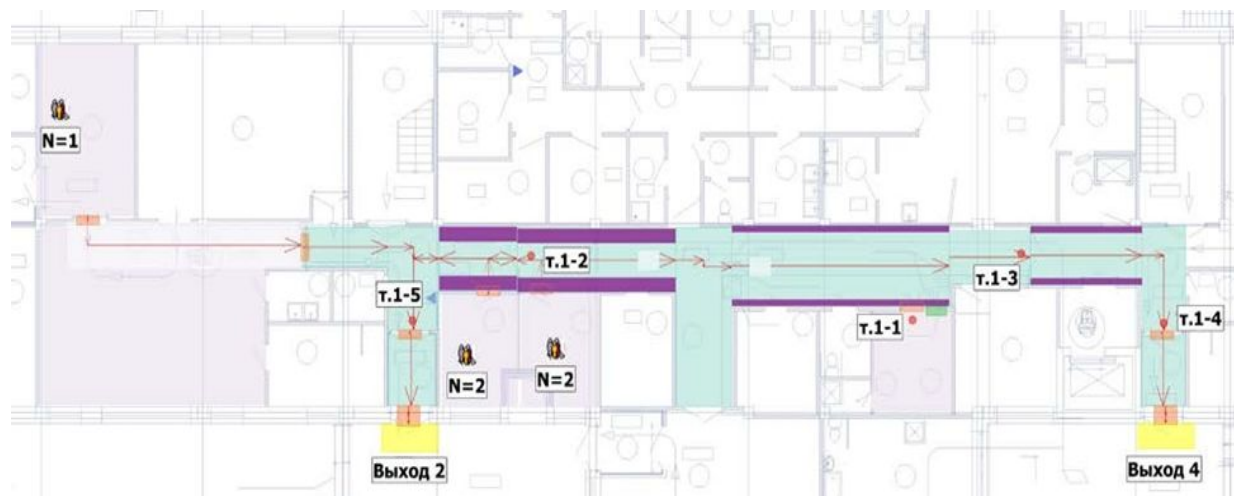 N=1
т.1-2
т.1-5
т.1-3
т.1-1
т.1-4
N=2
N=2
Выход 2
Выход 4